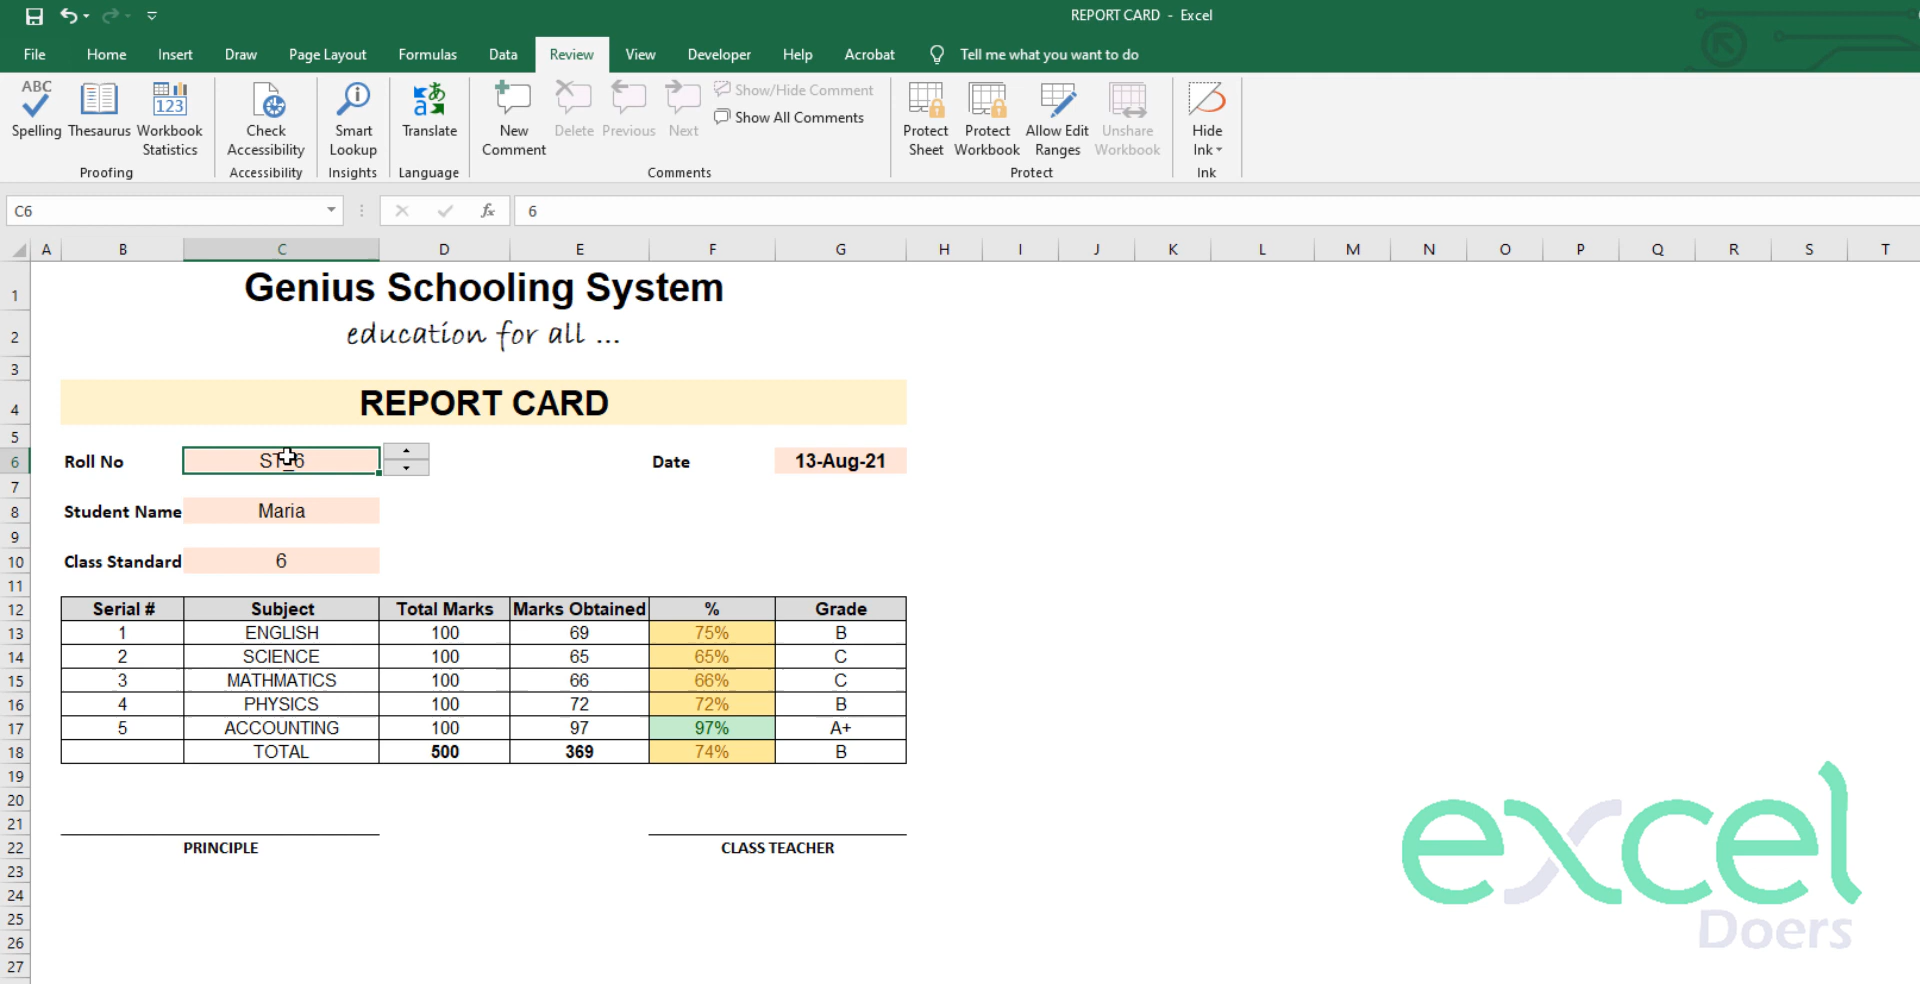 REPORT CARD - Excel
File Home Insert Draw Page Layout Formulas Data Review View Developer Help Acrobat Tell me what you want to do
ABC
Spelling
Thesaurus
123
Workbook Statistics
Proofing
Check Accessibility
Accessibility
Smart Lookup
Insights
Translate
Language
New Comment
Delete
Previous
Next
Show/Hide Comment
Show All Comments
Comments
Protect Sheet
Protect Workbook
Allow Edit Ranges
Unshare Workbook
Protect
Hide Ink
Ink
C6 fx 6
A B C D E F G H I J K L M N O P Q R S T
1 Genius Schooling System
2 education for all ...
3
4 REPORT CARD
5
6 Roll No ST_6 Date 13-Aug-21
7
8 Student Name Maria
9
10 Class Standard 6
11
12 Serial # Subject Total Marks Marks Obtained % Grade
13 1 ENGLISH 100 69 75% B
14 2 SCIENCE 100 65 65% C
15 3 MATHMATICS 100 66 66% C
16 4 PHYSICS 100 72 72% B
17 5 ACCOUNTING 100 97 97% A+
18 TOTAL 500 369 74% B
19
20
21
22 PRINCIPLE CLASS TEACHER
23
24
25
26
27
excel
Doers